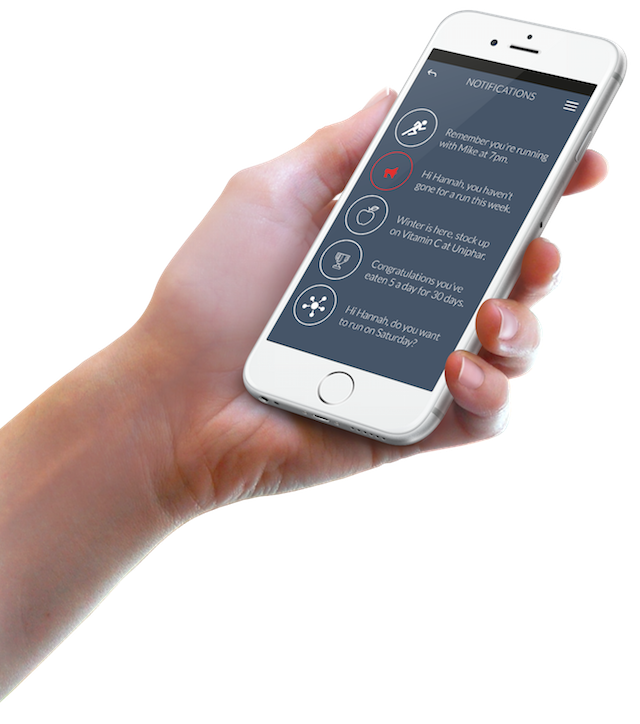 NOTIFICATIONS
Remember you're running
with Mike at 7pm.
Hi Hannah, you haven't
gone for a run this week.
Winter is here, stock up
on Vitamin C at Uniphar.
Congratulations you've
eaten 5 a day for 30 days.
Hi Hannah, do you want
to run on Saturday?